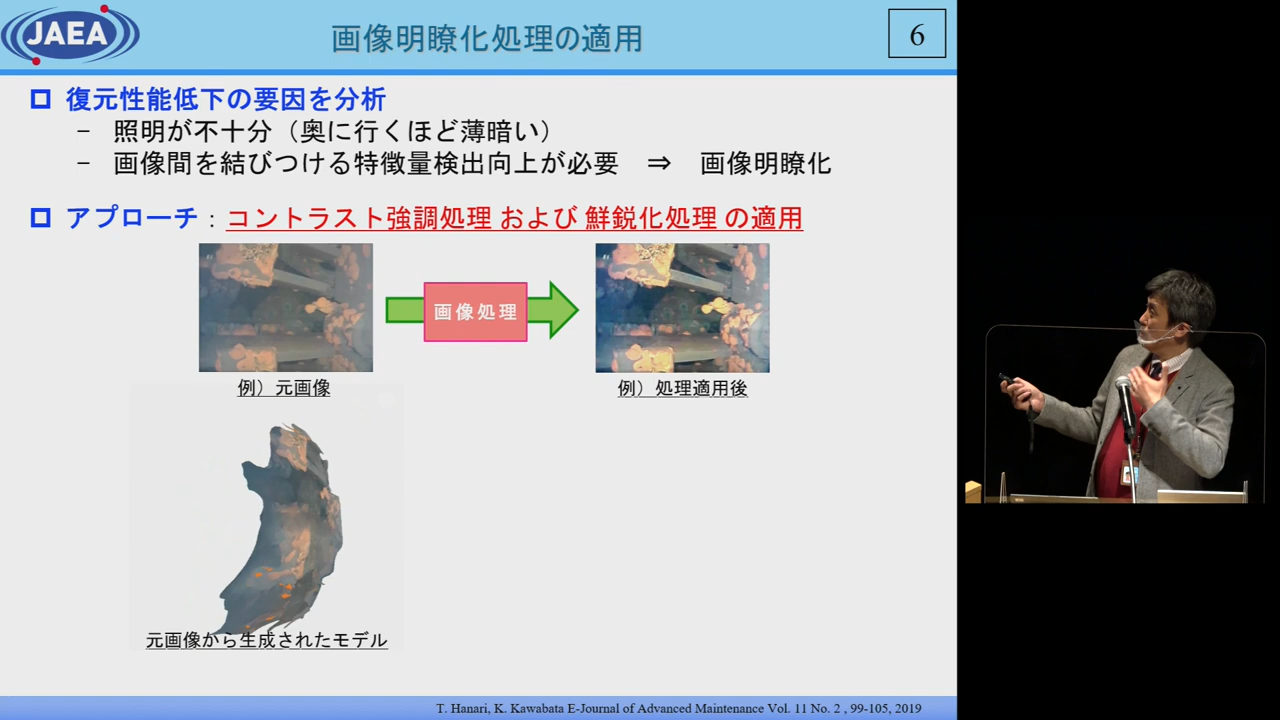 JAEA
画像明瞭化処理の適用
6
復元性能低下の要因を分析
− 照明が不十分（奥に行くほど薄暗い）
− 画像間を結びつける特徴量検出向上が必要 ⇒ 画像明瞭化
アプローチ：コントラスト強調処理 および 鮮鋭化処理 の適用
画像処理
例）元画像
例）処理適用後
元画像から生成されたモデル
T. Hanari, K. Kawabata E-Journal of Advanced Maintenance Vol. 11 No. 2 , 99-105, 2019